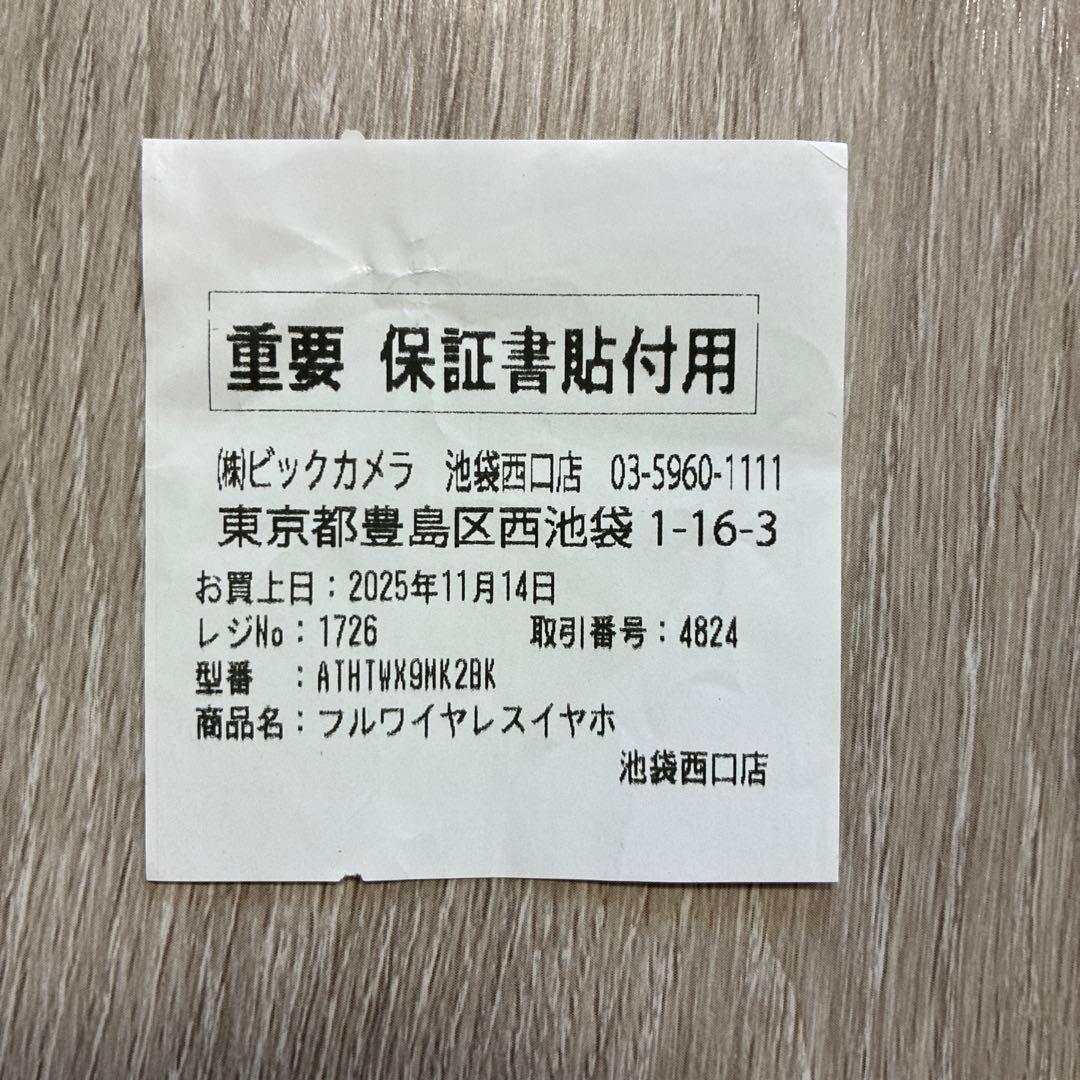 重要 保証書貼付用
㈱ビックカメラ 池袋西口店 03-5960-1111
東京都豊島区西池袋 1-16-3
お買上日：2025年11月14日
レジNo：1726 取引番号：4824
型番 ：ATHTWX9MK2BK
商品名：フルワイヤレスイヤホ
池袋西口店